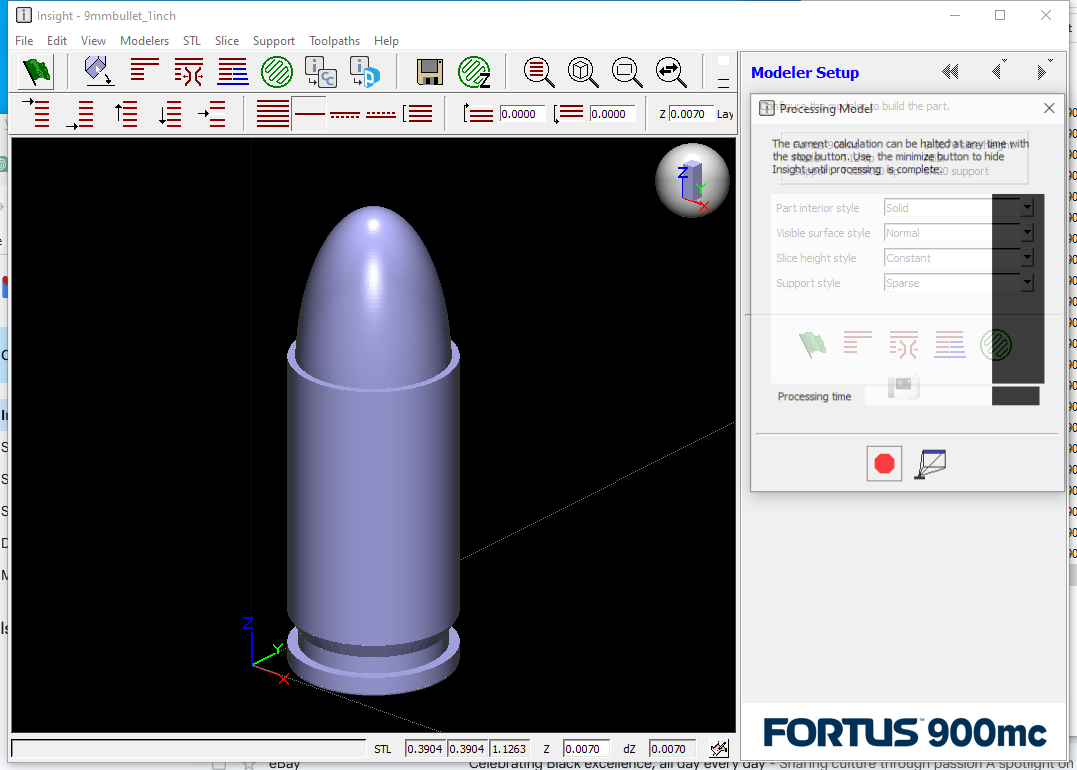 Insight - 9mmbullet_1inch
File Edit View Modelers STL Slice Support Toolpaths Help
0.0000 0.0000 Z 0.0070 Lay
Modeler Setup
Processing Model
The current calculation can be halted at any time with
the stop button. Use the minimize button to hide
Insight until processing is complete.
Part interior style Solid
Visible surface style Normal
Slice height style Constant
Support style Sparse
Processing time
Z
Y
X
Z
Y
X
FORTUS 900mc
STL 0.3904 0.3904 1.1263 Z 0.0070 dZ 0.0070
eBay Celebrating Black excellence, all day every day - Sharing culture through passion A spotlight on